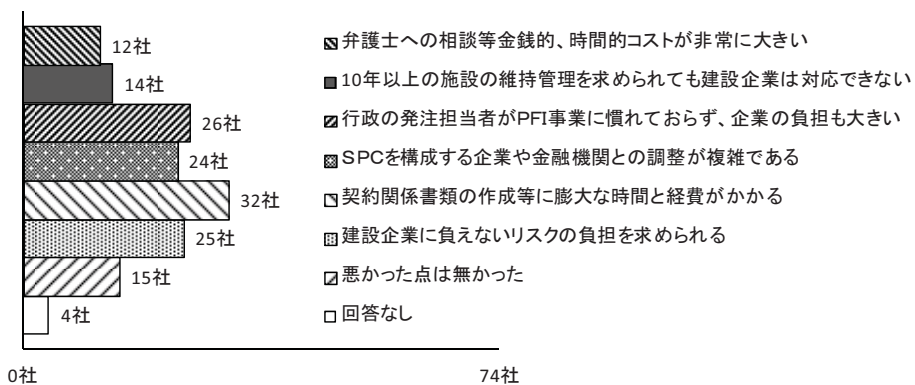 12社
14社
26社
24社
32社
25社
15社
4社
0社
74社
弁護士への相談等金銭的、時間的コストが非常に大きい
10年以上の施設の維持管理を求められても建設企業は対応できない
行政の発注担当者がPFI事業に慣れておらず、企業の負担も大きい
SPCを構成する企業や金融機関との調整が複雑である
契約関係書類の作成等に膨大な時間と経費がかかる
建設企業に負えないリスクの負担を求められる
悪かった点は無かった
回答なし